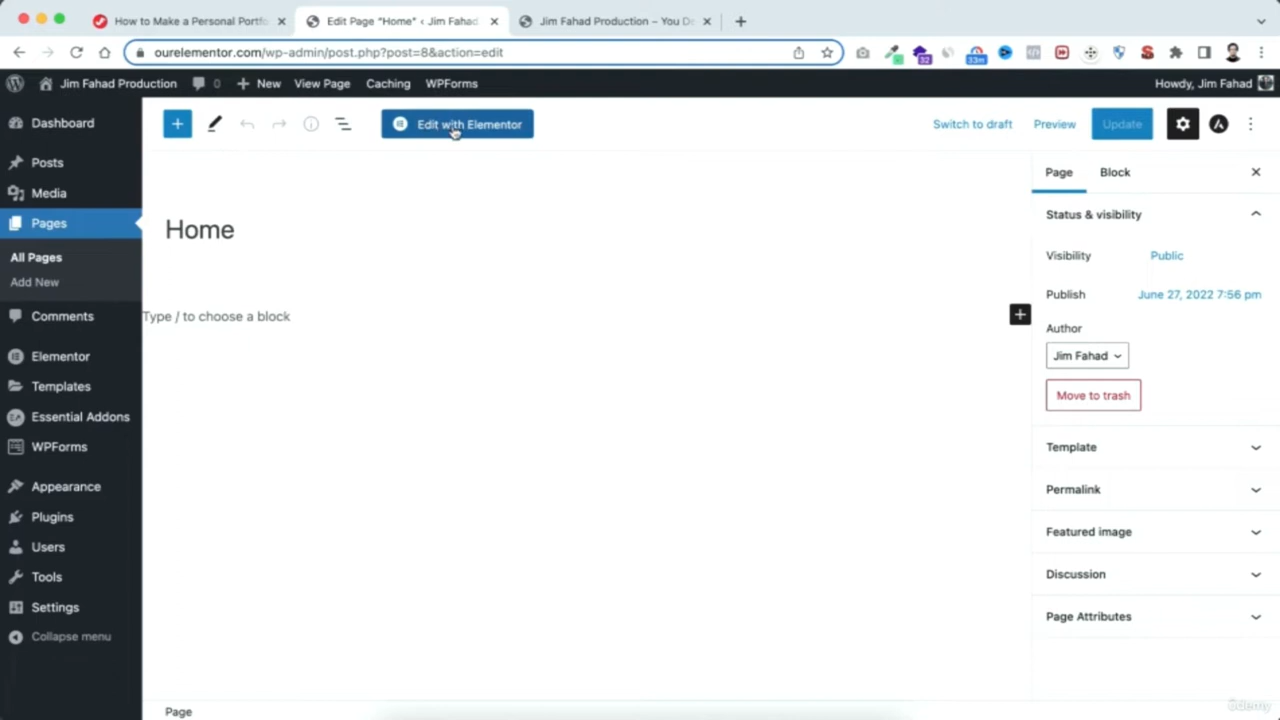 How to Make a Personal Portfo
Edit Page "Home" ‹ Jim Fahad
Jim Fahad Production – You De
ourelementor.com/wp-admin/post.php?post=8&action=edit
32
33m
Jim Fahad Production
0
New
View Page
Caching
WPForms
Howdy, Jim Fahad
Dashboard
Posts
Media
Pages
All Pages
Add New
Comments
Elementor
Templates
Essential Addons
WPForms
Appearance
Plugins
Users
Tools
Settings
Collapse menu
Edit with Elementor
Switch to draft
Preview
Update
Home
Type / to choose a block
Page
Block
Status & visibility
Visibility
Public
Publish
June 27, 2022 7:56 pm
Author
Jim Fahad
Move to trash
Template
Permalink
Featured image
Discussion
Page Attributes
Page
ûdemy